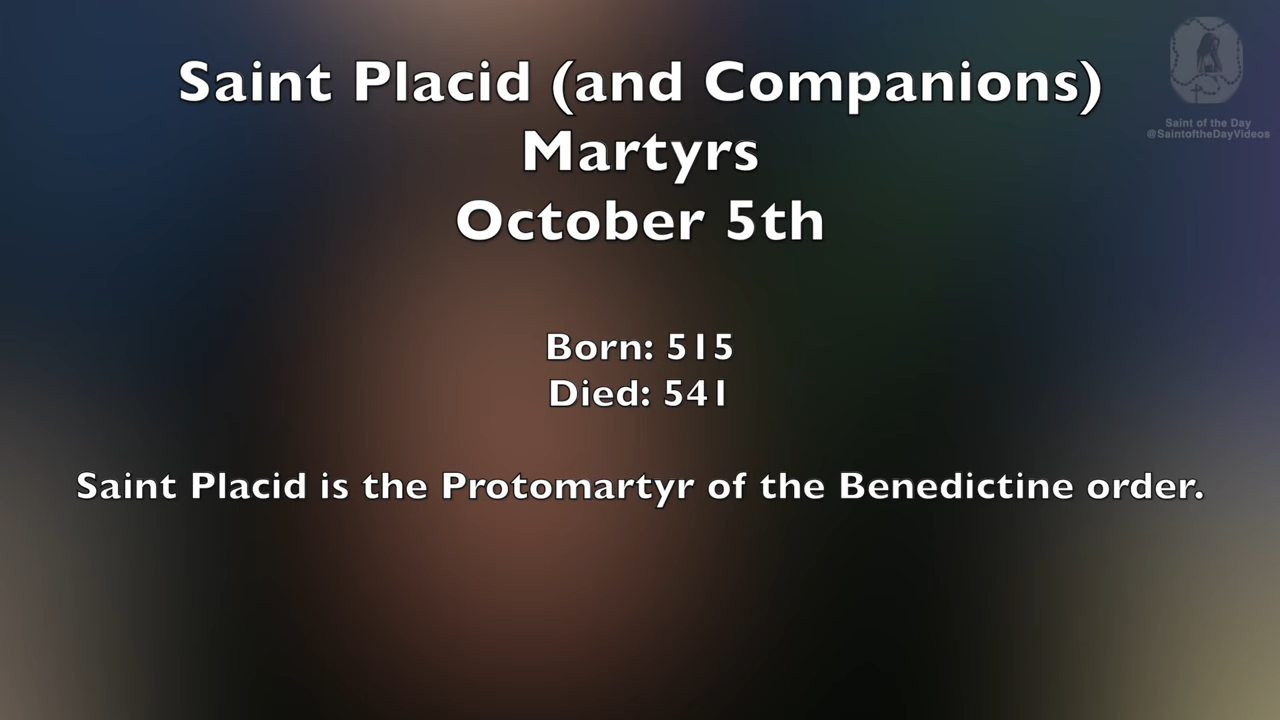 Saint Placid (and Companions)
Martyrs
October 5th
Saint of the Day
@SaintoftheDayVideos
Born: 515
Died: 541
Saint Placid is the Protomartyr of the Benedictine order.